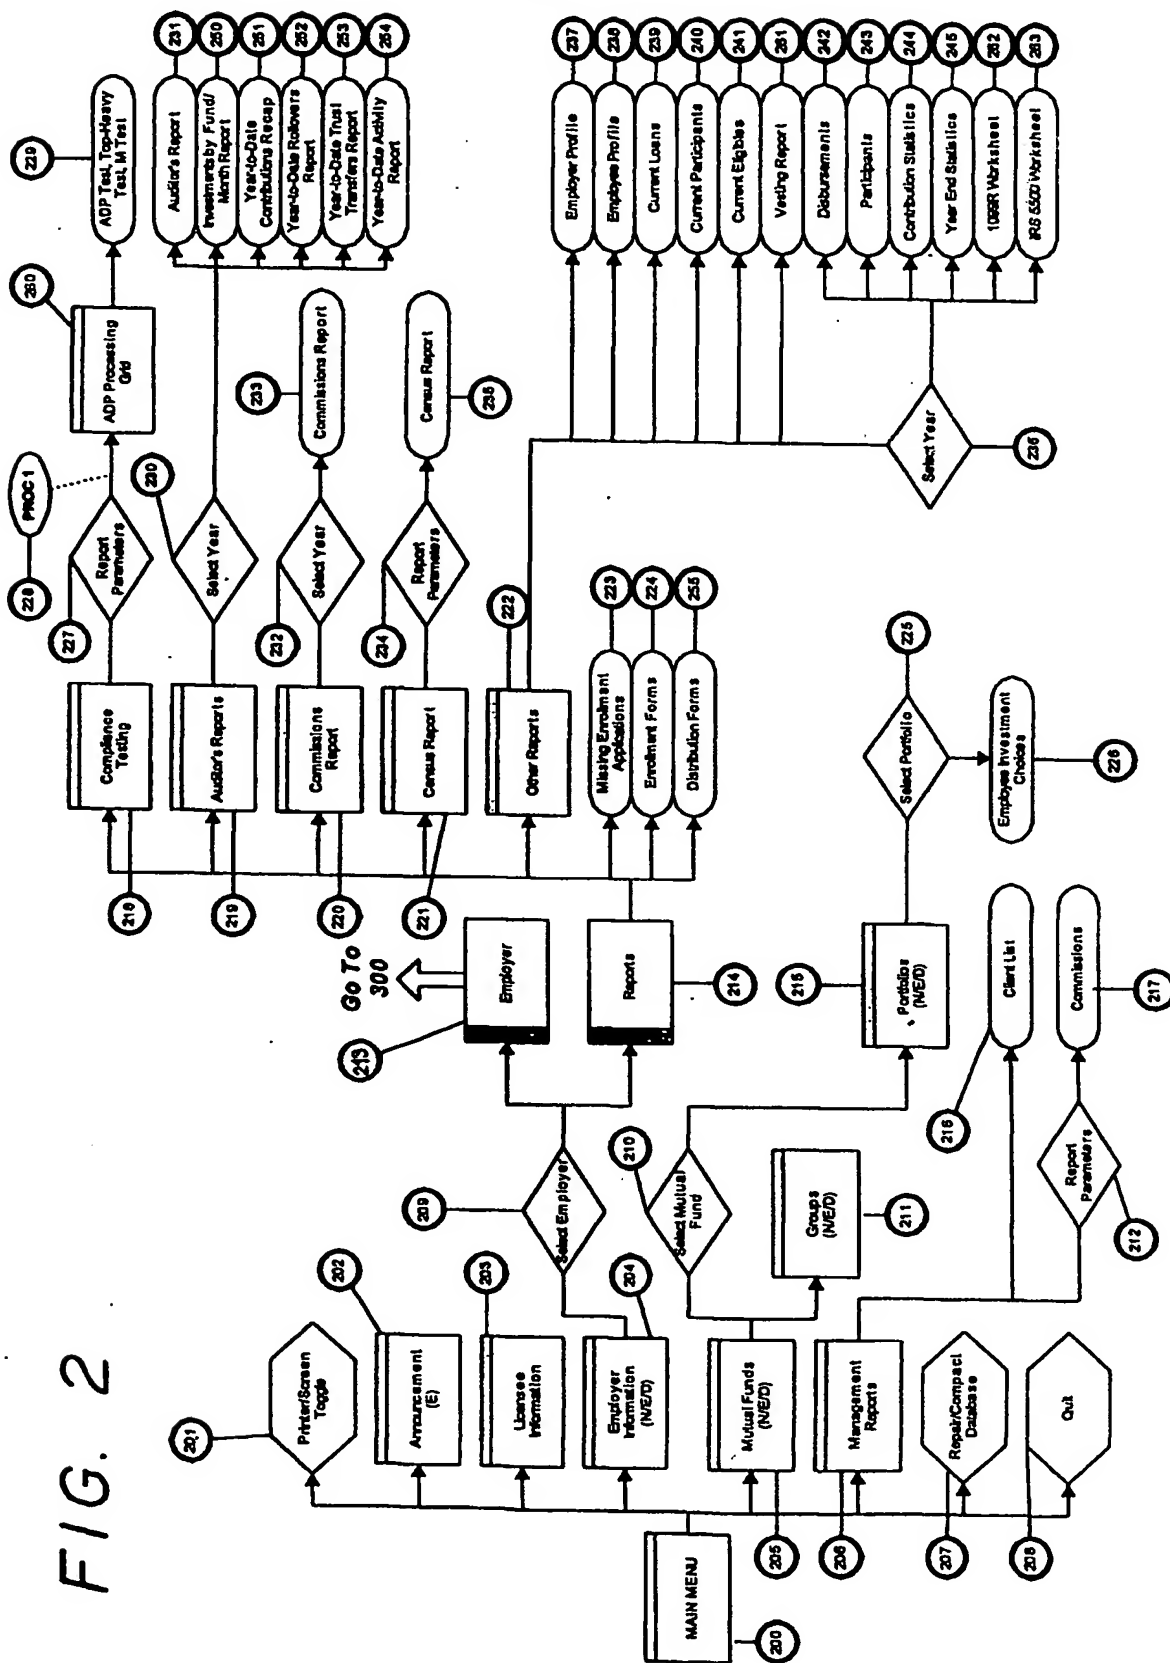 FIG. 2
MAIN MENU
200
Printer/Screen
Toggle
201
Announcement
(E)
202
Licensee
Information
203
Employer
Information
(N/E/D)
204
Mutual Funds
(N/E/D)
205
Management
Reports
206
Repair/Compact
Database
207
Quit
208
Select Employer
209
Select Mutual
Fund
210
Groups
(N/E/D)
211
Report
Parameters
212
Go To
300
Employer
213
Reports
214
Portfolios
(N/E/D)
215
Client List
216
Commissions
217
Compliance
Testing
218
Auditor's Reports
219
Commissions
Report
220
Census Report
221
Other Reports
222
Missing Enrollment
Applications
223
Enrollment Forms
224
Distribution Forms
255
Select Portfolio
225
Employee Investment
Choices
226
Report
Parameters
227
PROC 1
228
ADP Processing
Grid
260
ADP Test, Top-Heavy
Test, M Test
229
Select Year
230
Auditor's Report
231
Investments by Fund/
Month Report
250
Year-to-Date
Contributions Recap
251
Year-to-Date Rollovers
Report
252
Year-to-Date Trust
Transfers Report
253
Year-to-Date Activity
Report
254
Select Year
232
Commissions Report
233
Report
Parameters
234
Census Report
235
Select Year
236
Employer Profile
237
Employee Profile
238
Current Loans
239
Current Participants
240
Current Eligibles
241
Vesting Report
261
Disbursements
242
Participants
243
Contribution Statistics
244
Year End Statistics
245
1099R Worksheet
262
IRS 5500 Worksheet
263